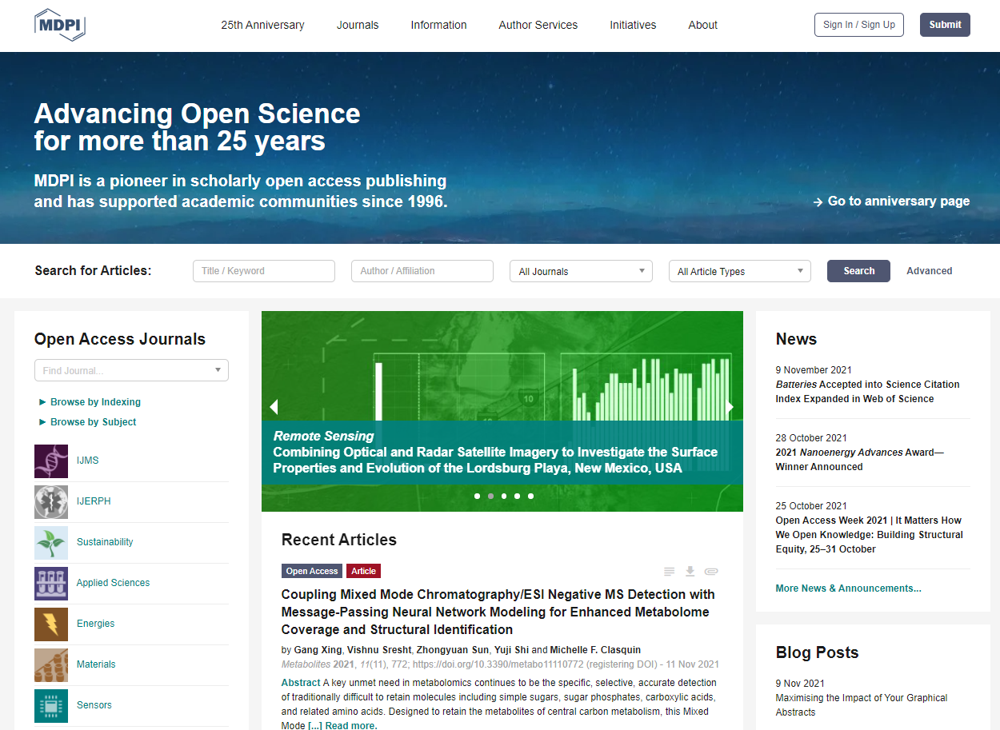 MDPI
25th Anniversary
Journals
Information
Author Services
Initiatives
About
Sign In / Sign Up
Submit
Advancing Open Science
for more than 25 years
MDPI is a pioneer in scholarly open access publishing
and has supported academic communities since 1996.
Go to anniversary page
Search for Articles:
Title / Keyword
Author / Affiliation
All Journals
All Article Types
Search
Advanced
Open Access Journals
Find Journal...
Browse by Indexing
Browse by Subject
IJMS
IJERPH
Sustainability
Applied Sciences
Energies
Materials
Sensors
10
Remote Sensing
Combining Optical and Radar Satellite Imagery to Investigate the Surface
Properties and Evolution of the Lordsburg Playa, New Mexico, USA
Recent Articles
Open Access
Article
Coupling Mixed Mode Chromatography/ESI Negative MS Detection with
Message-Passing Neural Network Modeling for Enhanced Metabolome
Coverage and Structural Identification
by Gang Xing, Vishnu Sresht, Zhongyuan Sun, Yuji Shi and Michelle F. Clasquin
Metabolites 2021, 11(11), 772; https://doi.org/10.3390/metabo11110772 (registering DOI) - 11 Nov 2021
Abstract A key unmet need in metabolomics continues to be the specific, selective, accurate detection
of traditionally difficult to retain molecules including simple sugars, sugar phosphates, carboxylic acids,
and related amino acids. Designed to retain the metabolites of central carbon metabolism, this Mixed
Mode [...] Read more.
News
9 November 2021
Batteries Accepted into Science Citation
Index Expanded in Web of Science
28 October 2021
2021 Nanoenergy Advances Award—
Winner Announced
25 October 2021
Open Access Week 2021 | It Matters How
We Open Knowledge: Building Structural
Equity, 25–31 October
More News & Announcements...
Blog Posts
9 Nov 2021
Maximising the Impact of Your Graphical
Abstracts